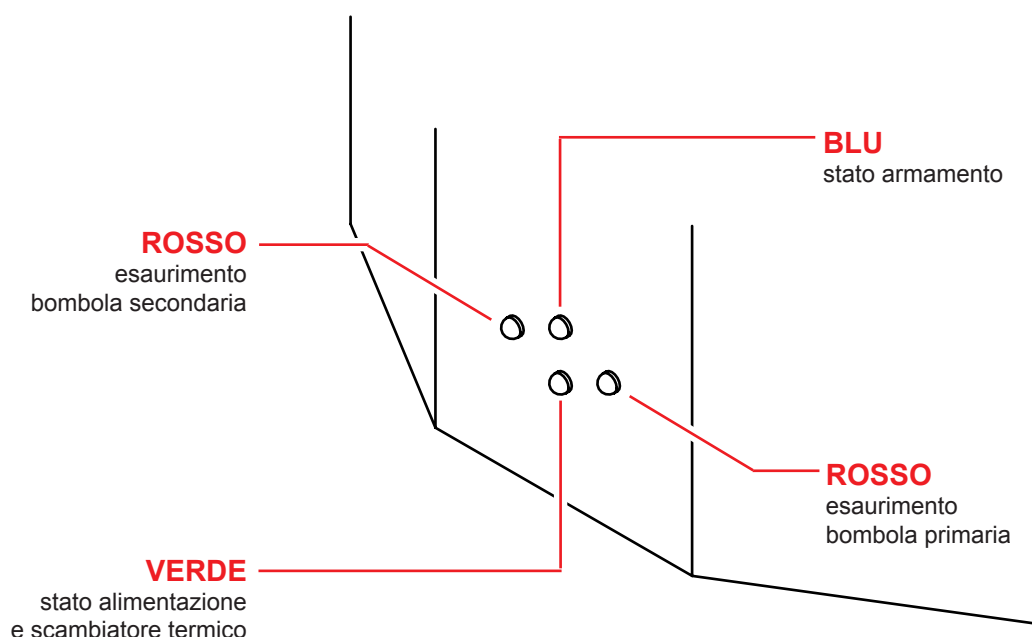 BLU
stato armamento
ROSSO
esaurimento
bombola secondaria
ROSSO
esaurimento
bombola primaria
VERDE
stato alimentazione
e scambiatore termico